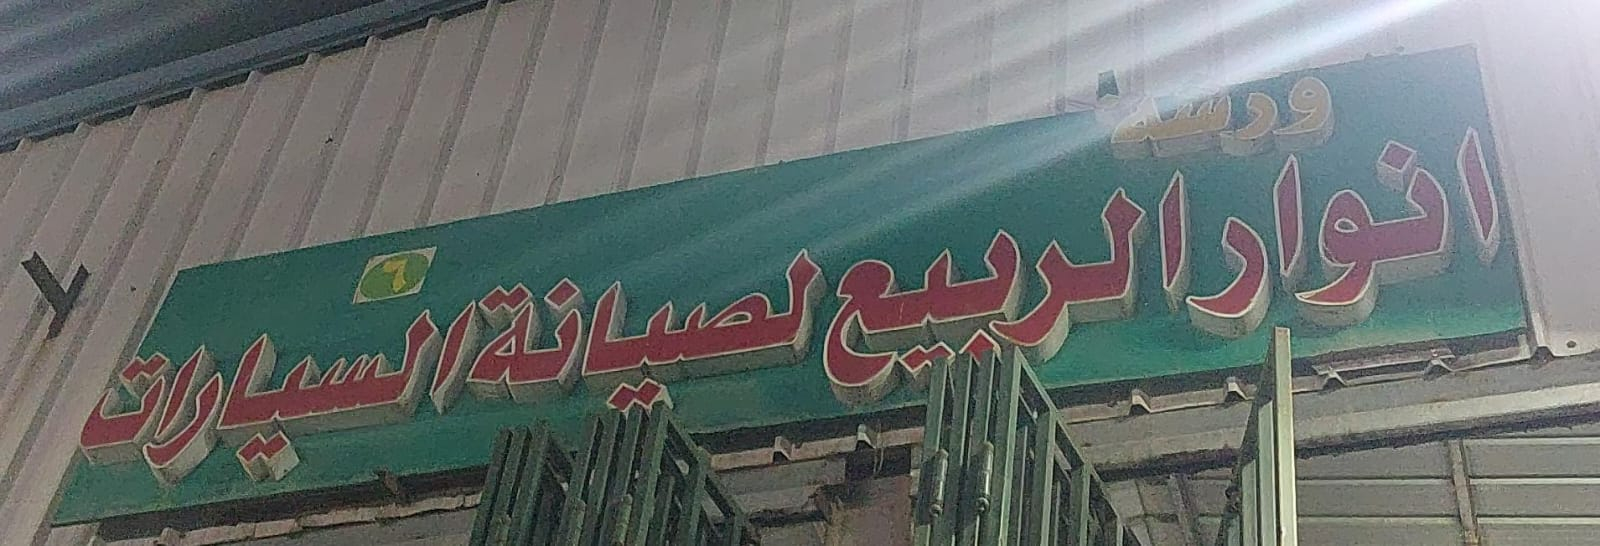 ورشة
انوار الربيع لصيانة السيارات
٦